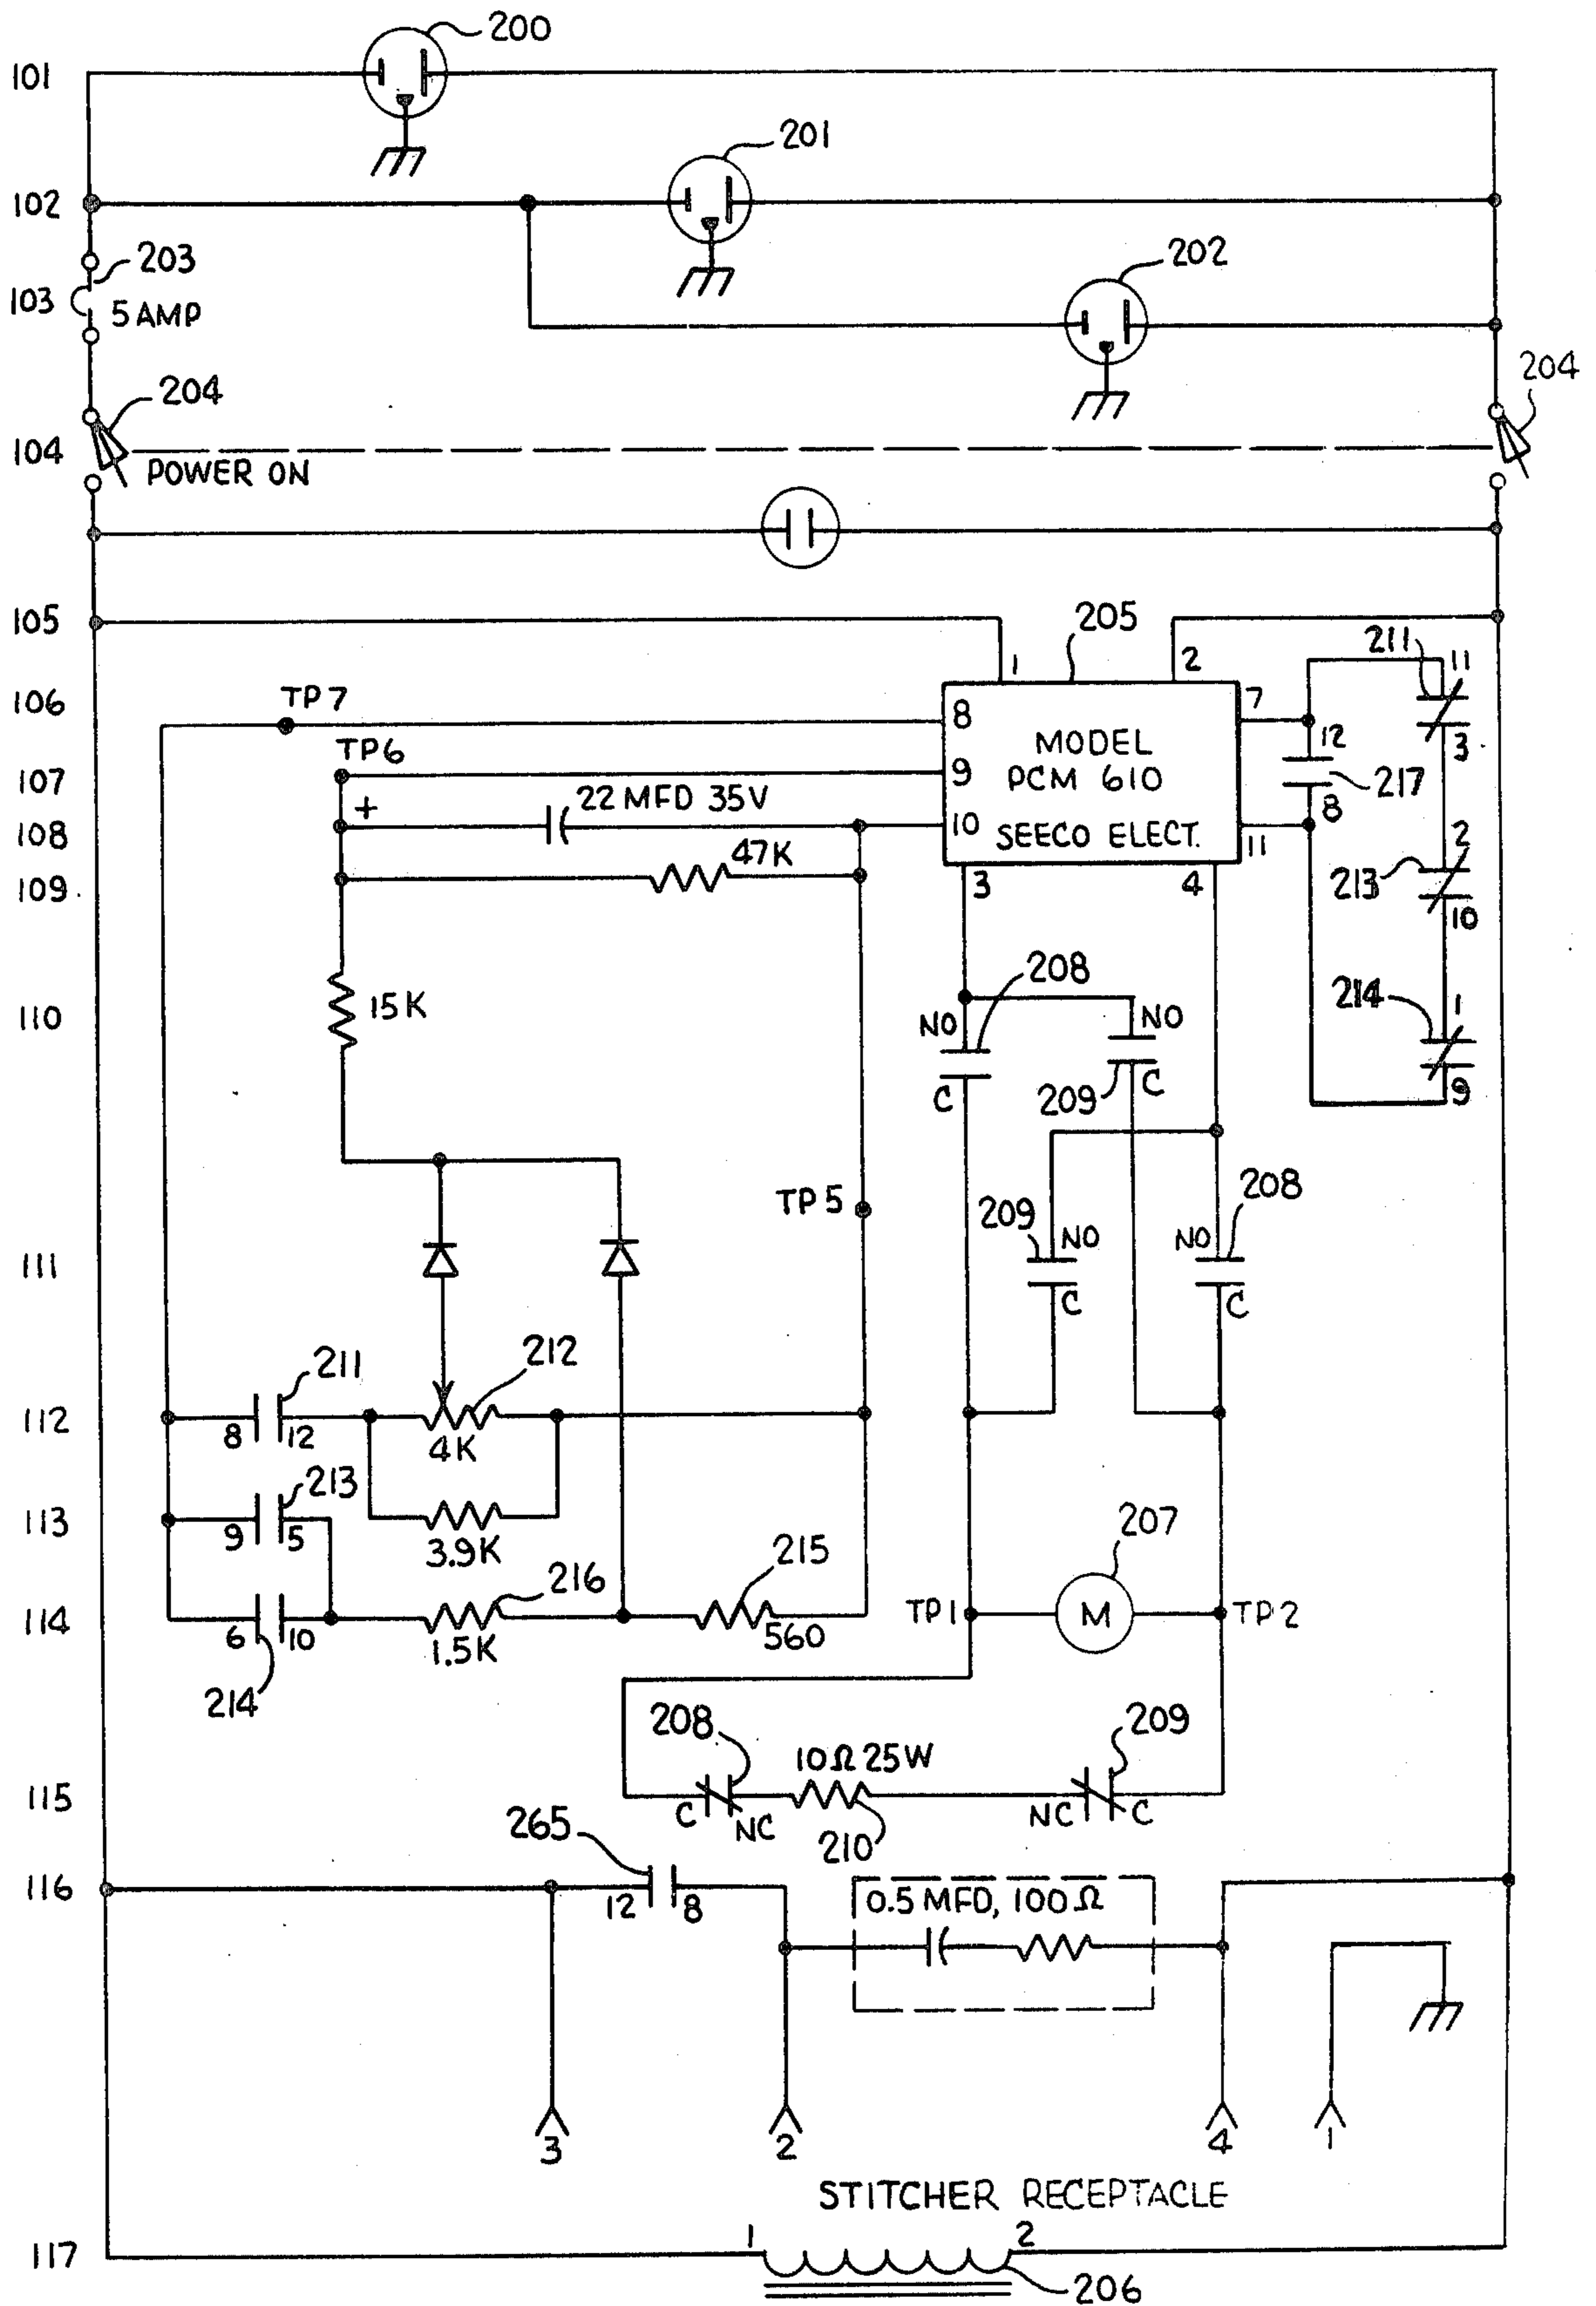 200
101
201
102
202
203
103
5 AMP
204
204
104
POWER ON
105
205
1
2
211
11
106
TP 7
8
7
MODEL
12
3
TP6
107
9
PCM 610
217
+
22 MFD 35V
8
108
10
SEECO ELECT.
11
2
47K
109
3
4
213
10
208
110
15K
NO
NO
214
1
C
209
C
9
TP 5
208
209
NO
NO
111
C
C
211
212
112
8
12
4K
213
113
9
5
3.9K
207
215
216
114
6
10
1.5K
560
TP1
M
TP 2
214
208
209
10Ω 25W
115
C
NC
NC
C
265
210
116
12
8
0.5 MFD, 100Ω
3
2
4
1
STITCHER RECEPTACLE
1
2
117
206